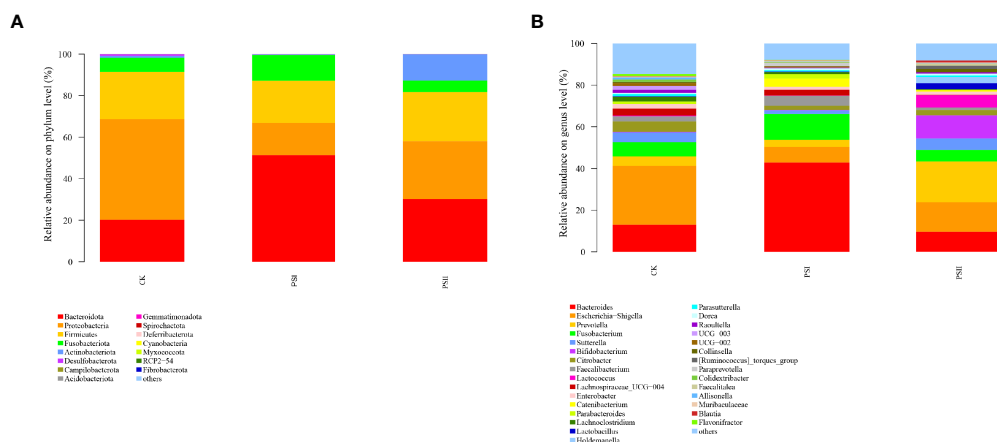 A
Relative abundance on phylum level (%)
100
80
60
40
20
0
CK
PSI
PSII
Bacteroidota
Proteobacteria
Firmicutes
Fusobacteriota
Actinobacteriota
Desulfobacterota
Campilobacterota
Acidobacteriota
Gemmatimonadota
Spirochaetota
Deferribacterota
Cyanobacteria
Myxococcota
RCP2-54
Fibrobacterota
others
B
Relative abundance on genus level (%)
100
80
60
40
20
0
CK
PSI
PSII
Bacteroides
Escherichia-Shigella
Prevotella
Fusobacterium
Sutterella
Bifidobacterium
Citrobacter
Faecalibacterium
Lactococcus
Lachnospiraceae_UCG-004
Enterobacter
Catenibacterium
Parabacteroides
Lachnoclostridium
Lactobacillus
Holdemanella
Parasutterella
Dorea
Raoultella
UCG-003
UCG-002
Collinsella
[Ruminococcus]_torques_group
Paraprevotella
Colidextribacter
Faecalitalea
Allisonella
Muribaculaceae
Blautia
Flavonifractor
others